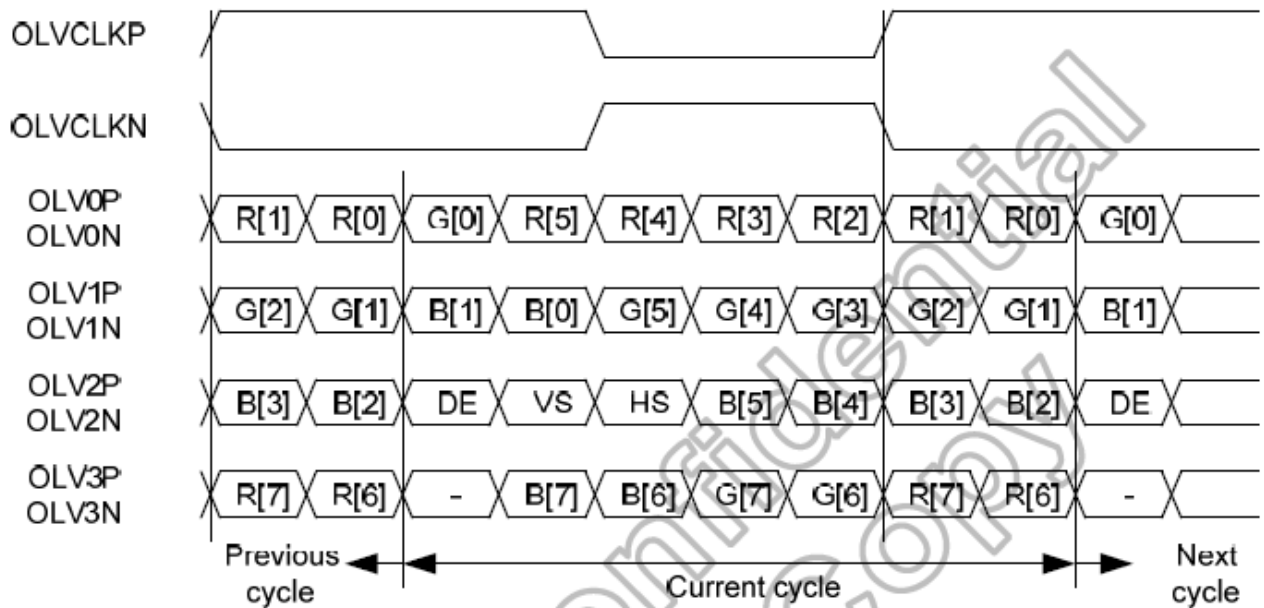 OLVCLKP
OLVCLKN
OLV0P
OLV0N
R[1] R[0] G[0] R[5] R[4] R[3] R[2] R[1] R[0] G[0]
OLV1P
OLV1N
G[2] G[1] B[1] B[0] G[5] G[4] G[3] G[2] G[1] B[1]
OLV2P
OLV2N
B[3] B[2] DE VS HS B[5] B[4] B[3] B[2] DE
OLV3P
OLV3N
R[7] R[6] - B[7] B[6] G[7] G[6] R[7] R[6] -
Previous
cycle
Current cycle
Next
cycle
onfidential
Copy